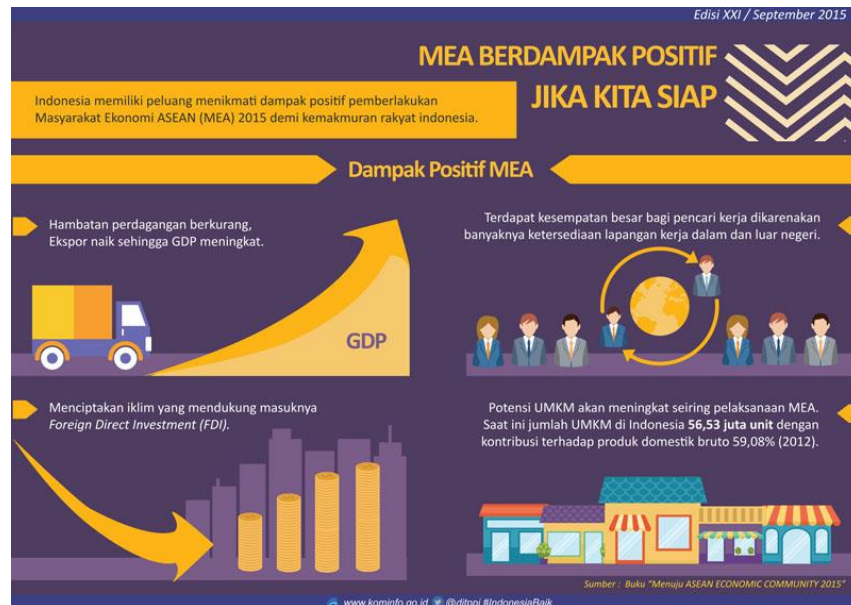 Edisi XXI / September 2015
MEA BERDAMPAK POSITIF
JIKA KITA SIAP
Indonesia memiliki peluang menikmati dampak positif pemberlakukan
Masyarakat Ekonomi ASEAN (MEA) 2015 demi kemakmuran rakyat indonesia.
Dampak Positif MEA
Hambatan perdagangan berkurang,
Ekspor naik sehingga GDP meningkat.
GDP
Terdapat kesempatan besar bagi pencari kerja dikarenakan
banyaknya ketersediaan lapangan kerja dalam dan luar negeri.
Menciptakan iklim yang mendukung masuknya
Foreign Direct Investment (FDI).
Potensi UMKM akan meningkat seiring pelaksanaan MEA.
Saat ini jumlah UMKM di Indonesia 56,53 juta unit dengan
kontribusi terhadap produk domestik bruto 59,08% (2012).
Sumber : Buku "Menuju ASEAN ECONOMIC COMMUNITY 2015"
www.kominfo.go.id @ditpni #IndonesiaBaik